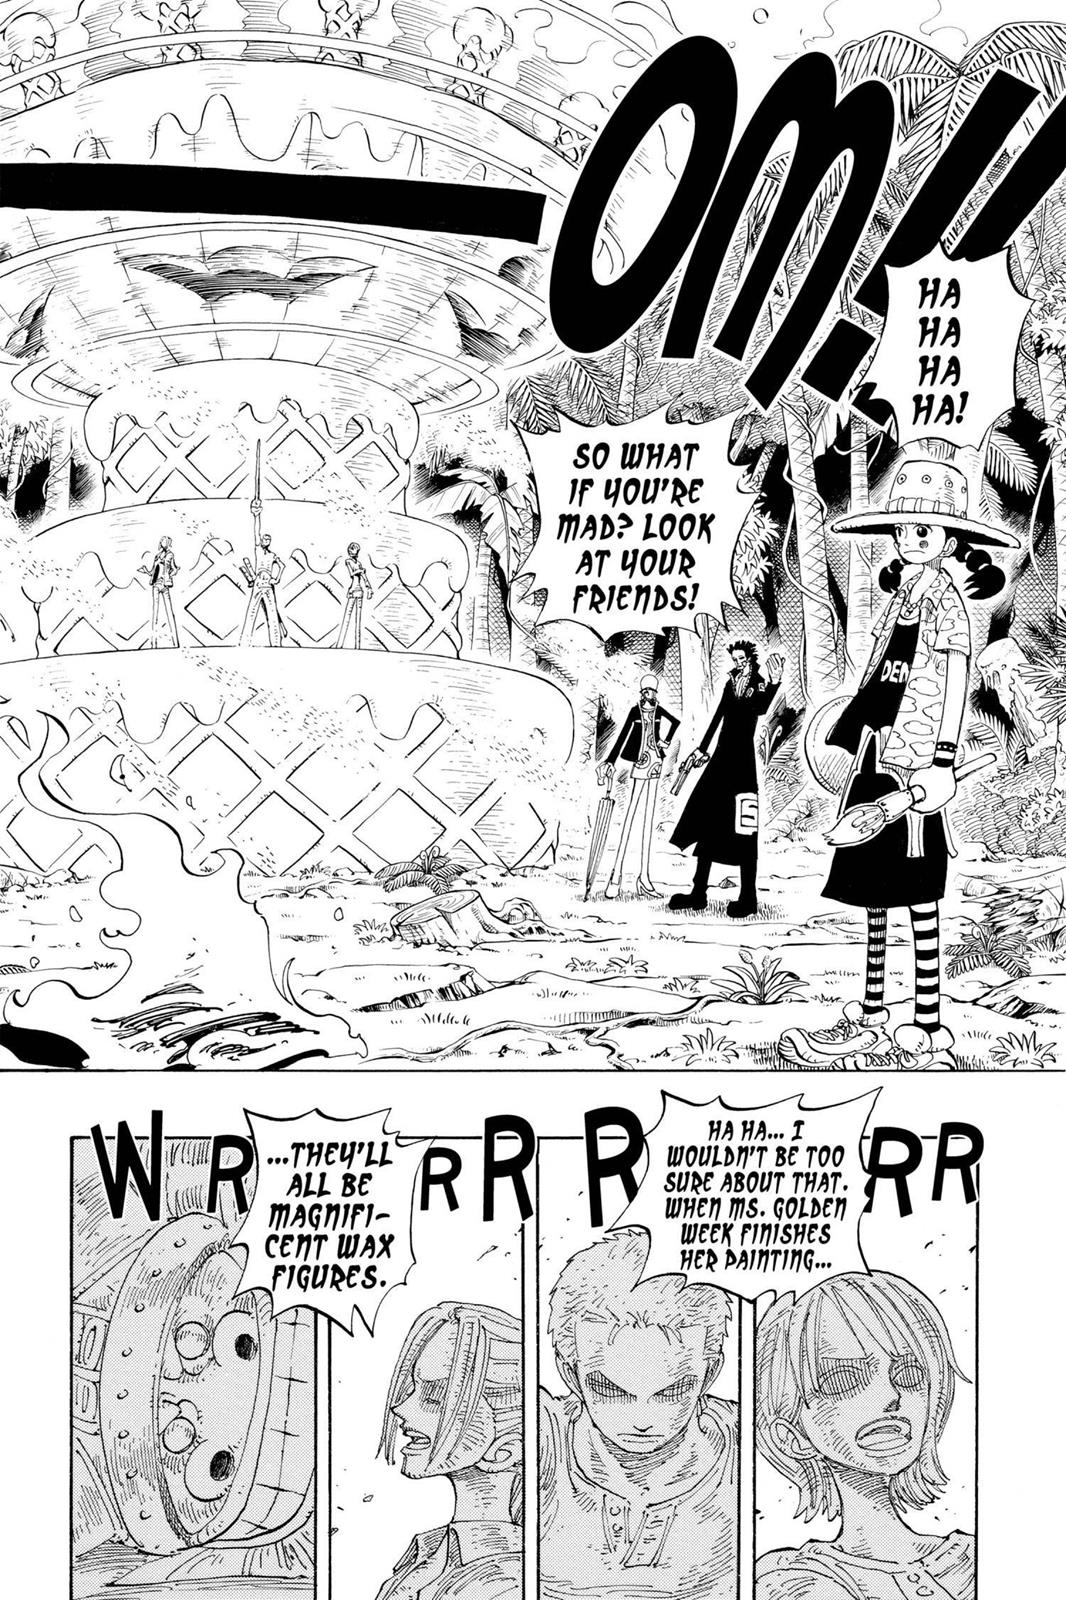 OM!!
HA
HA
HA
HA!
SO WHAT
IF YOU'RE
MAD? LOOK
AT YOUR
FRIENDS!
DEN
5
HA HA... I
WOULDN'T BE TOO
SURE ABOUT THAT.
WHEN MS. GOLDEN
WEEK FINISHES
HER PAINTING...
...THEY'LL
ALL BE
MAGNIFI-
CENT WAX
FIGURES.
WRRRRRR